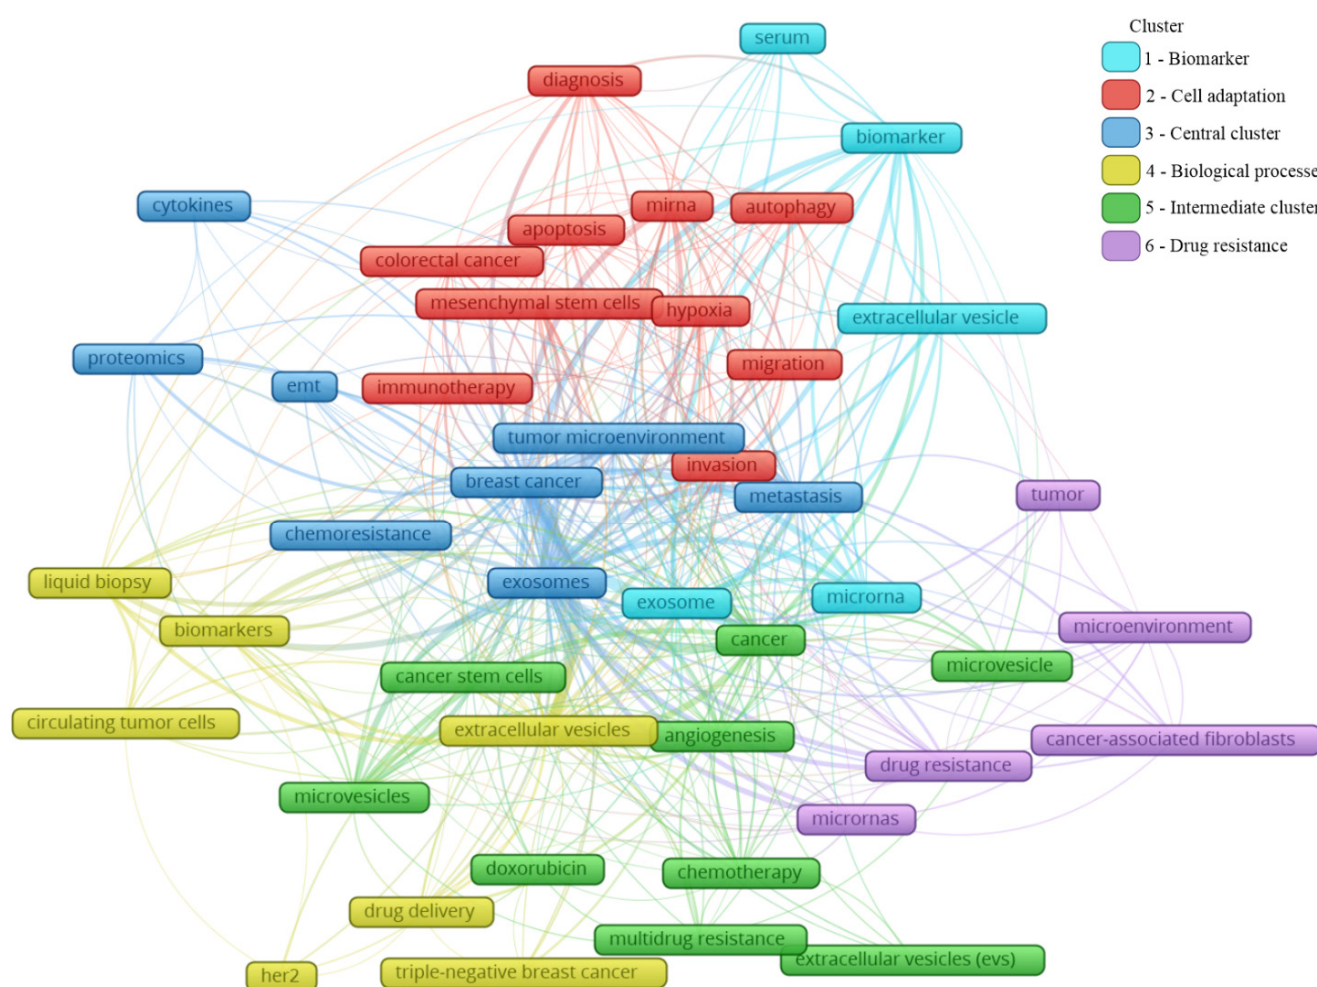 serum
Cluster
1 - Biomarker
2 - Cell adaptation
3 - Central cluster
4 - Biological processe
5 - Intermediate cluster
6 - Drug resistance
diagnosis
biomarker
cytokines
mirna
autophagy
apoptosis
colorectal cancer
mesenchymal stem cells
hypoxia
extracellular vesicle
proteomics
emt
immunotherapy
migration
tumor microenvironment
invasion
breast cancer
metastasis
tumor
chemoresistance
liquid biopsy
exosomes
exosome
microrna
biomarkers
cancer
microenvironment
microvesicle
cancer stem cells
circulating tumor cells
extracellular vesicles
angiogenesis
cancer-associated fibroblasts
drug resistance
microvesicles
micrornas
doxorubicin
chemotherapy
drug delivery
multidrug resistance
extracellular vesicles (evs)
her2
triple-negative breast cancer